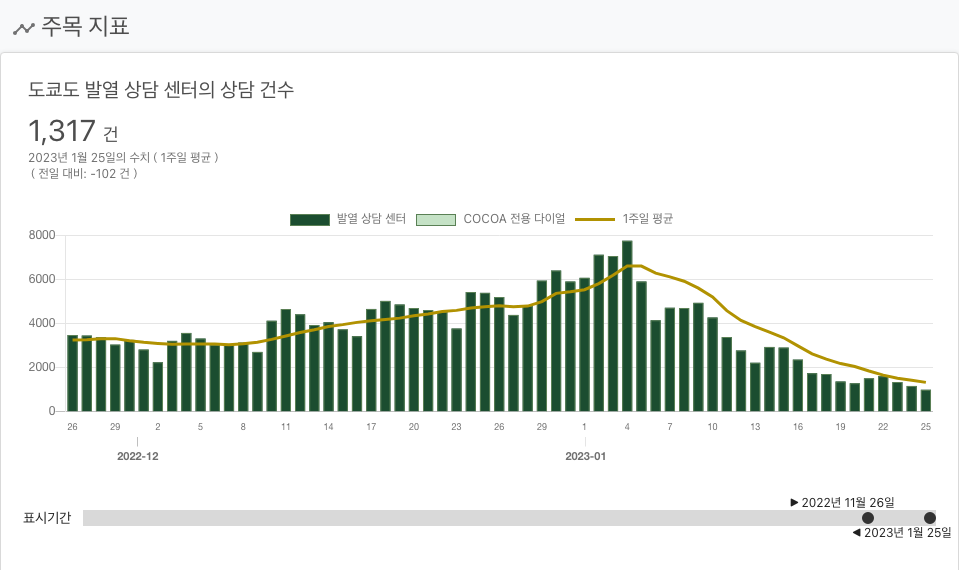 주목 지표
도쿄도 발열 상담 센터의 상담 건수
1,317 건
2023년 1월 25일의 수치 ( 1주일 평균 )
( 전일 대비: -102 건 )
발열 상담 센터 COCOA 전용 다이얼 1주일 평균
8000
6000
4000
2000
0
26 29 2 5 8 11 14 17 20 23 26 29 1 4 7 10 13 16 19 22 25
2022-12 2023-01
▶ 2022년 11월 26일
표시기간
◀ 2023년 1월 25일